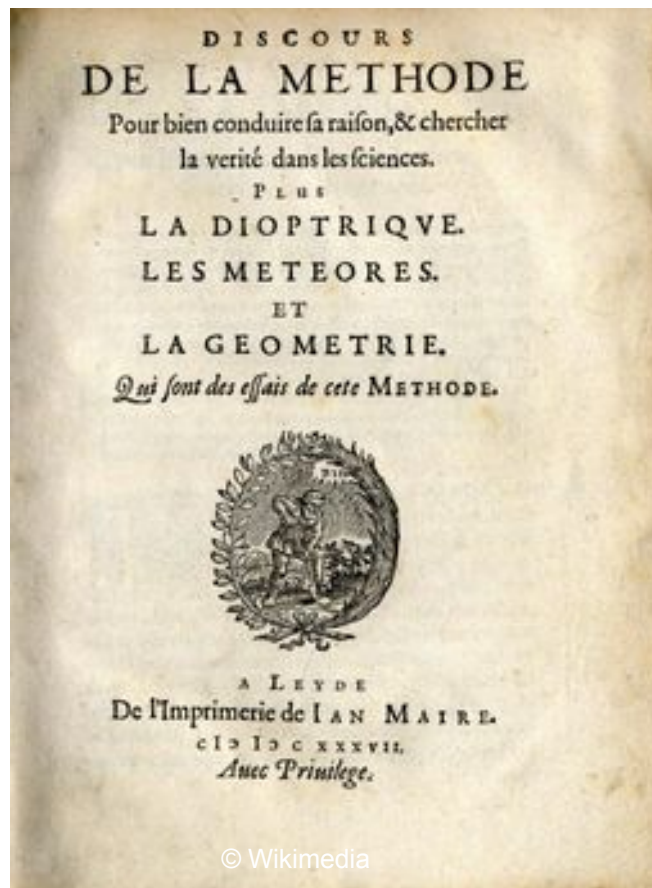 DISCOURS
DE LA METHODE
Pour bien conduire ſa raiſon,& chercher
la verité dans les ſciences.
PLUS
LA DIOPTRIQVE.
LES METEORES.
ET
LA GEOMETRIE.
Qui ſont des eſſais de cete METHODE.
A LEYDE
De l'Imprimerie de IAN MAIRE.
cIↃ IↃ c xxxvii.
Auec Priuilege.
© Wikimedia